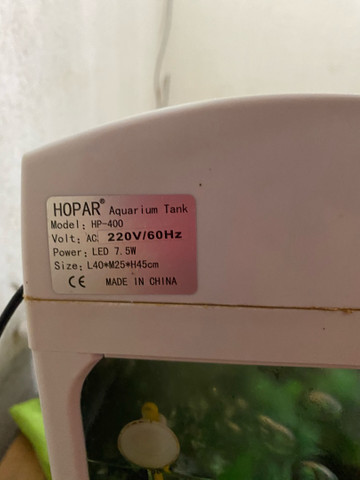 HOPAR® Aquarium Tank
Model: HP-400
Volt: AC. 220V/60Hz
Power: LED 7.5W
Size: L40*M25*H45cm
CE MADE IN CHINA